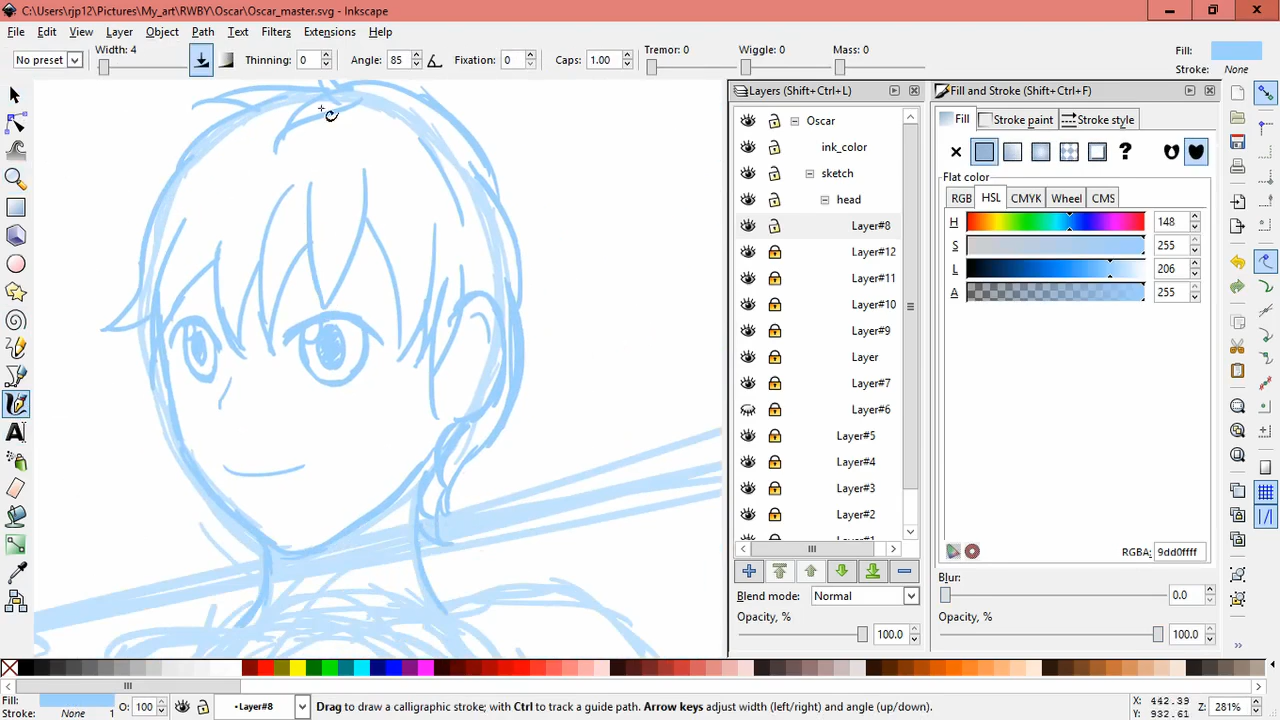 C:\Users\rjp12\Pictures\My_art\RWBY\Oscar\Oscar_master.svg - Inkscape
File Edit View Layer Object Path Text Filters Extensions Help
No preset Width: 4 Thinning: 0 Angle: 85 Fixation: 0 Caps: 1.00 Tremor: 0 Wiggle: 0 Mass: 0 Fill: Stroke: None
Layers (Shift+Ctrl+L)
Oscar
ink_color
sketch
head
Layer#8
Layer#12
Layer#11
Layer#10
Layer#9
Layer
Layer#7
Layer#6
Layer#5
Layer#4
Layer#3
Layer#2
Blend mode: Normal
Opacity, % 100.0
Fill and Stroke (Shift+Ctrl+F)
Fill Stroke paint Stroke style
?
Flat color
RGB HSL CMYK Wheel CMS
H 148
S 255
L 206
A 255
RGBA: 9dd0ffff
Blur:
0.0
Opacity, %
100.0
Fill: Stroke: None 1 O: 100 •Layer#8 Drag to draw a calligraphic stroke; with Ctrl to track a guide path. Arrow keys adjust width (left/right) and angle (up/down). X: 442.39 Y: 932.61 Z: 281%